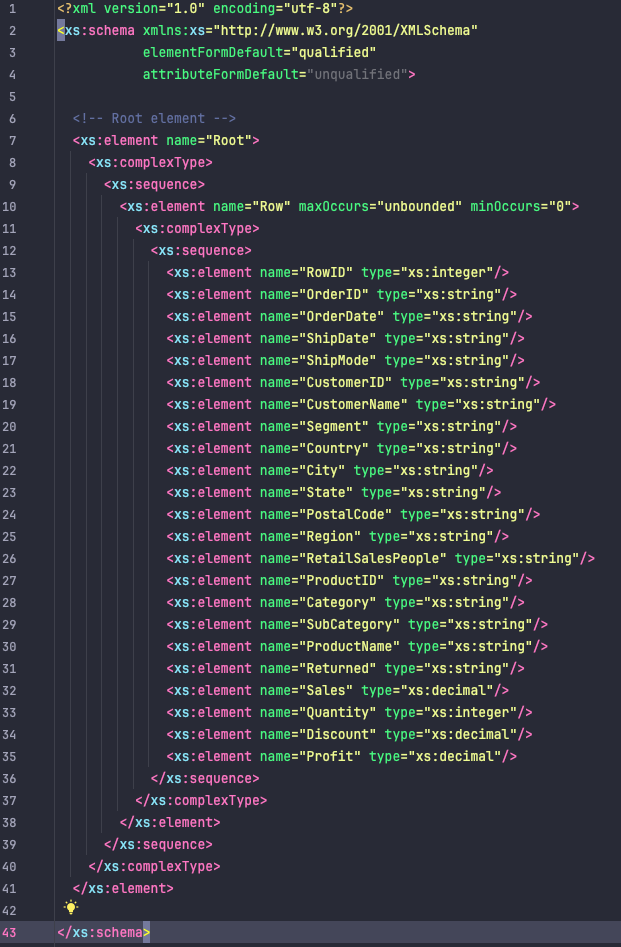 1 <?xml version="1.0" encoding="utf-8"?>
2 <xs:schema xmlns:xs="http://www.w3.org/2001/XMLSchema"
3 elementFormDefault="qualified"
4 attributeFormDefault="unqualified">
5
6 <!-- Root element -->
7 <xs:element name="Root">
8 <xs:complexType>
9 <xs:sequence>
10 <xs:element name="Row" maxOccurs="unbounded" minOccurs="0">
11 <xs:complexType>
12 <xs:sequence>
13 <xs:element name="RowID" type="xs:integer"/>
14 <xs:element name="OrderID" type="xs:string"/>
15 <xs:element name="OrderDate" type="xs:string"/>
16 <xs:element name="ShipDate" type="xs:string"/>
17 <xs:element name="ShipMode" type="xs:string"/>
18 <xs:element name="CustomerID" type="xs:string"/>
19 <xs:element name="CustomerName" type="xs:string"/>
20 <xs:element name="Segment" type="xs:string"/>
21 <xs:element name="Country" type="xs:string"/>
22 <xs:element name="City" type="xs:string"/>
23 <xs:element name="State" type="xs:string"/>
24 <xs:element name="PostalCode" type="xs:string"/>
25 <xs:element name="Region" type="xs:string"/>
26 <xs:element name="RetailSalesPeople" type="xs:string"/>
27 <xs:element name="ProductID" type="xs:string"/>
28 <xs:element name="Category" type="xs:string"/>
29 <xs:element name="SubCategory" type="xs:string"/>
30 <xs:element name="ProductName" type="xs:string"/>
31 <xs:element name="Returned" type="xs:string"/>
32 <xs:element name="Sales" type="xs:decimal"/>
33 <xs:element name="Quantity" type="xs:integer"/>
34 <xs:element name="Discount" type="xs:decimal"/>
35 <xs:element name="Profit" type="xs:decimal"/>
36 </xs:sequence>
37 </xs:complexType>
38 </xs:element>
39 </xs:sequence>
40 </xs:complexType>
41 </xs:element>
42
43 </xs:schema>